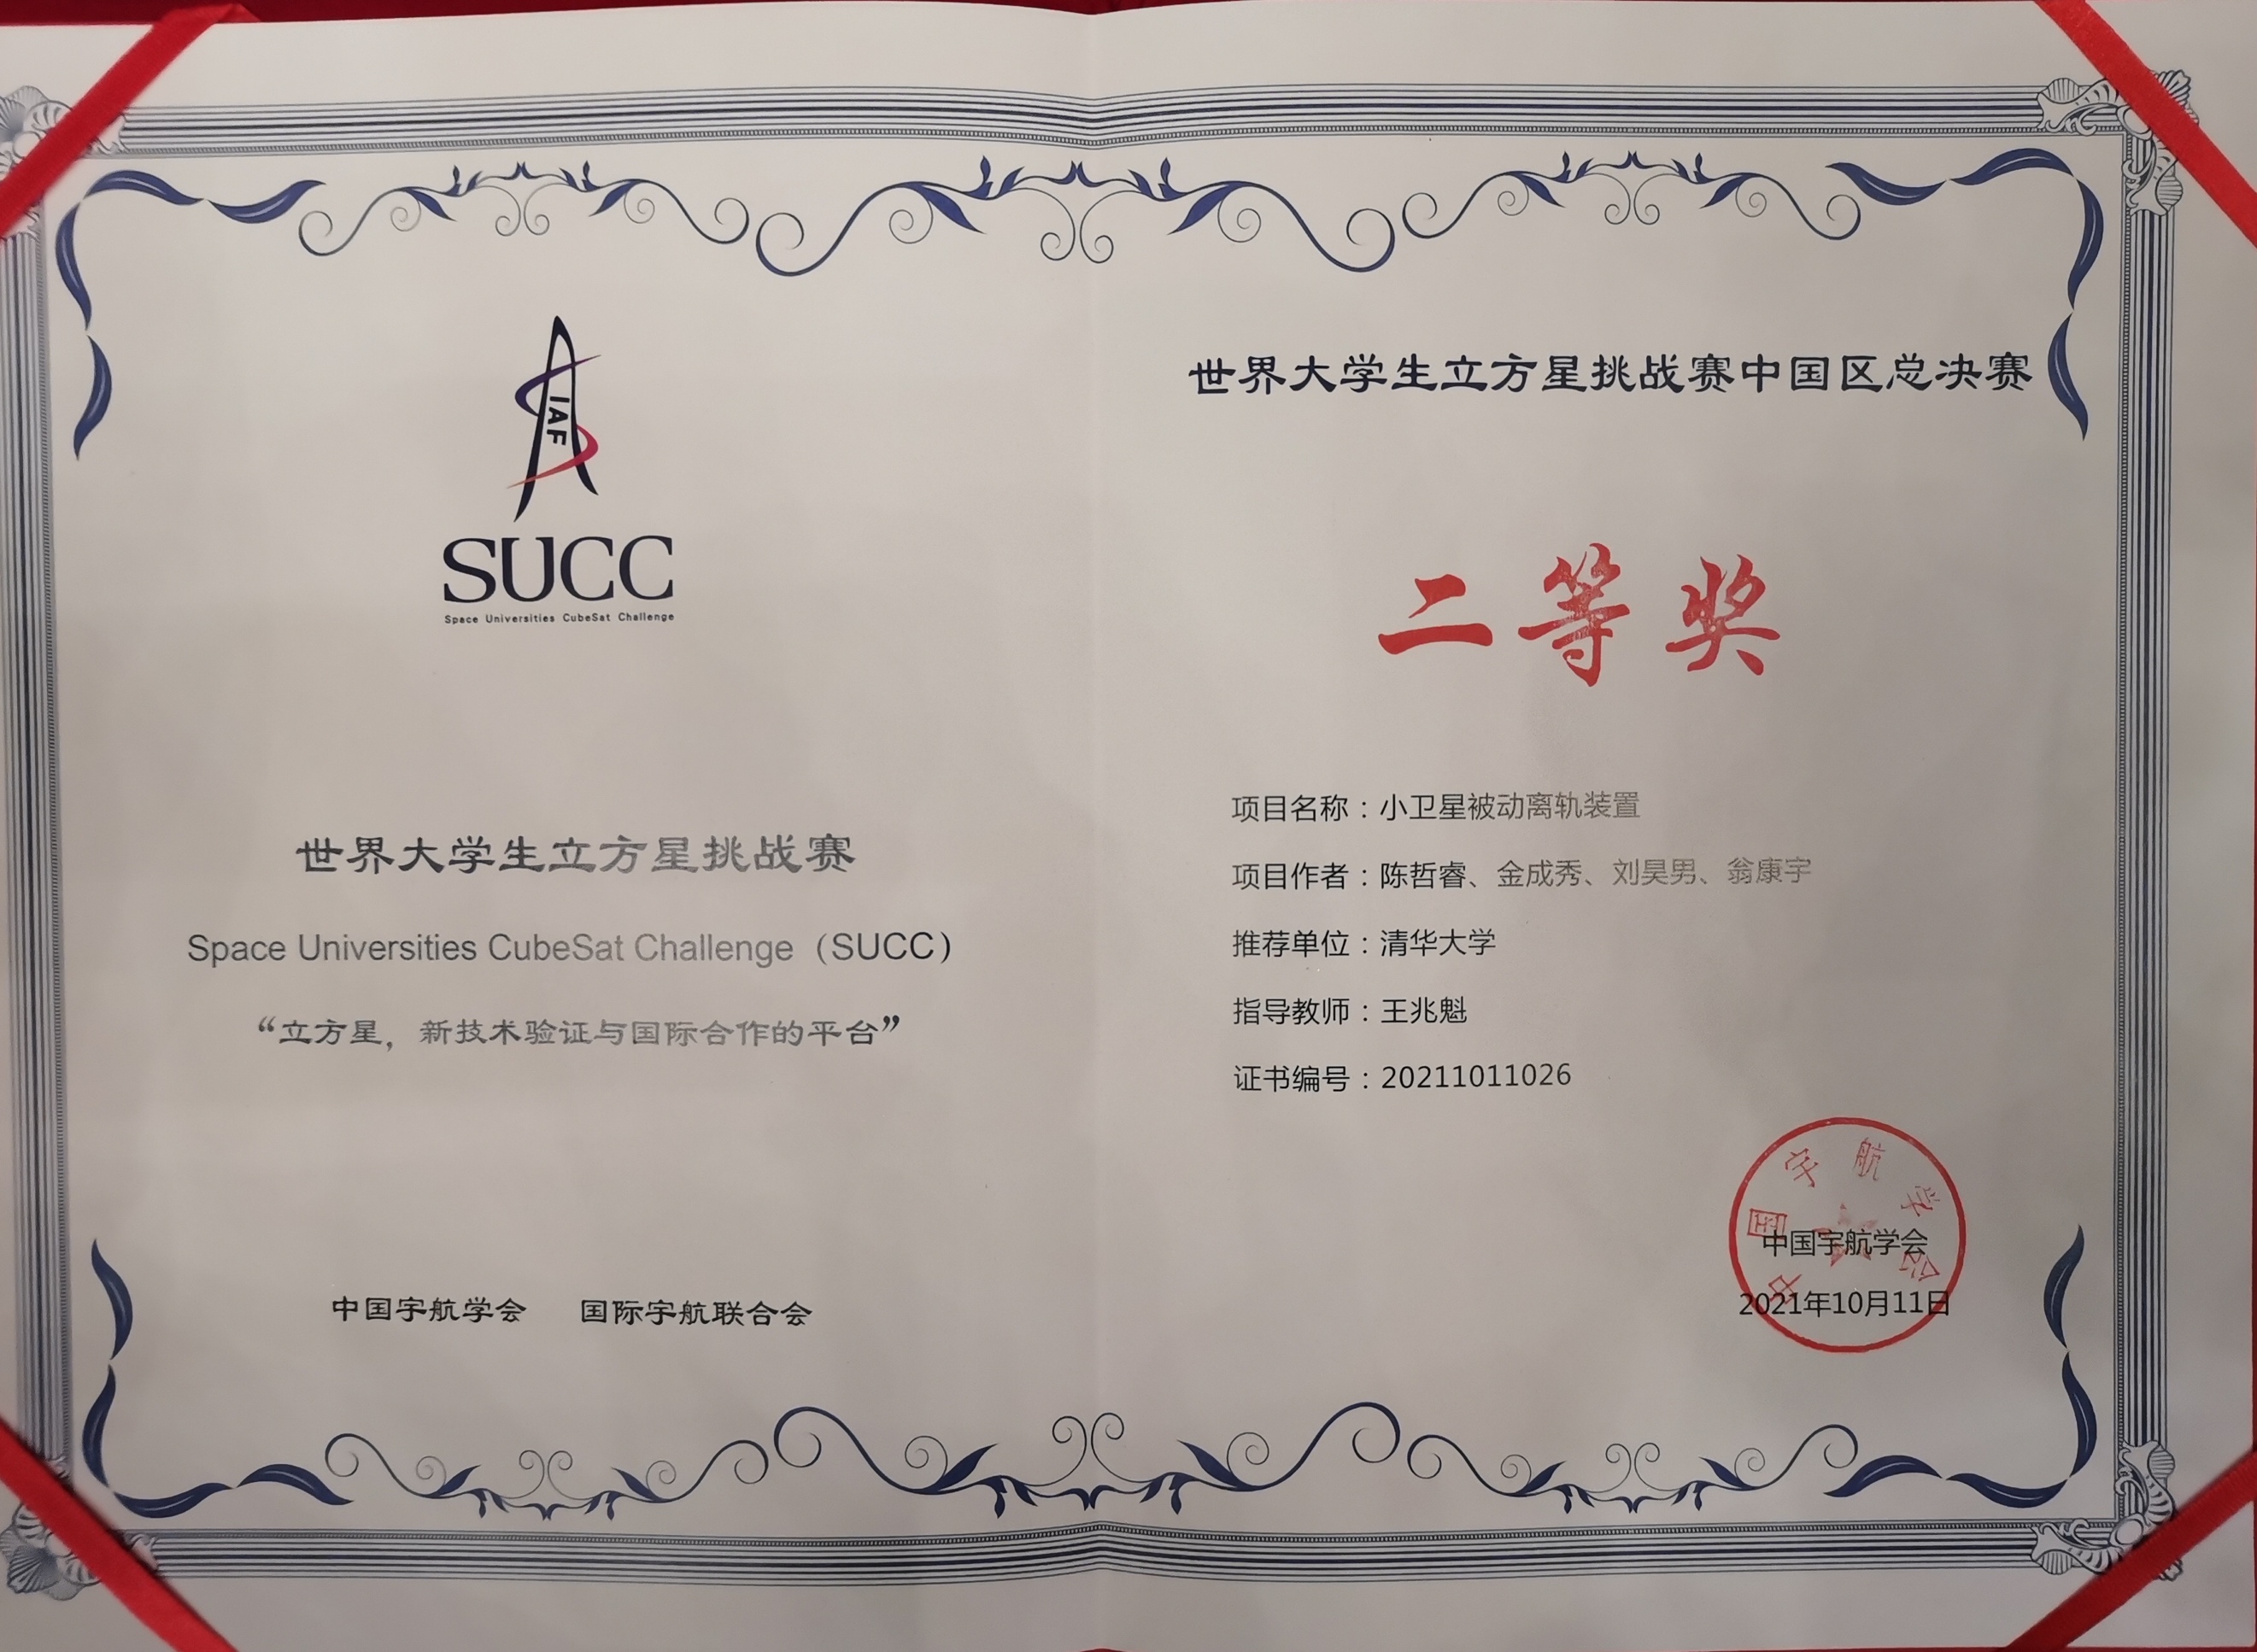 IAF
SUCC
Space Universities CubeSat Challenge
世界大学生立方星挑战赛
Space Universities CubeSat Challenge（SUCC）
“立方星，新技术验证与国际合作的平台”
中国宇航学会 国际宇航联合会
世界大学生立方星挑战赛中国区总决赛
二等奖
项目名称：小卫星被动离轨装置
项目作者：陈哲睿、金成秀、刘昊男、翁康宇
推荐单位：清华大学
指导教师：王兆魁
证书编号：20211011026
中国宇航学会
中国宇航学会
2021年10月11日